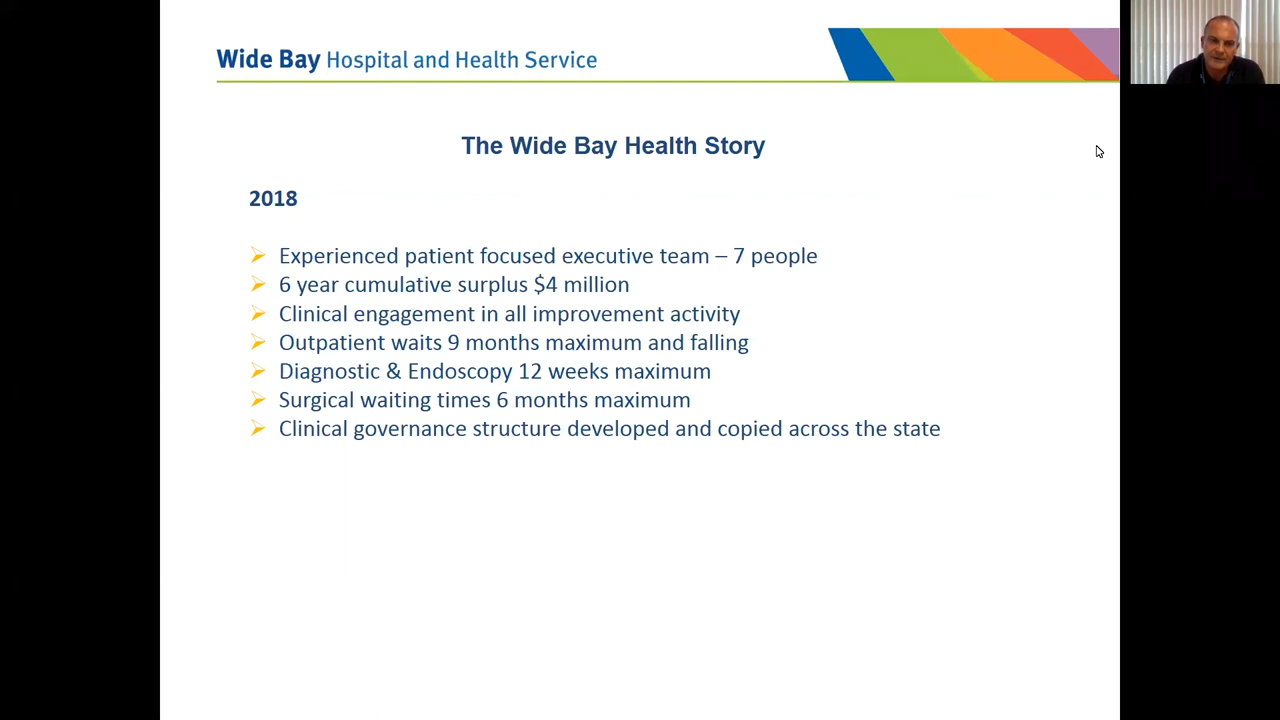 Wide Bay Hospital and Health Service
The Wide Bay Health Story
2018
Experienced patient focused executive team – 7 people
6 year cumulative surplus $4 million
Clinical engagement in all improvement activity
Outpatient waits 9 months maximum and falling
Diagnostic & Endoscopy 12 weeks maximum
Surgical waiting times 6 months maximum
Clinical governance structure developed and copied across the state